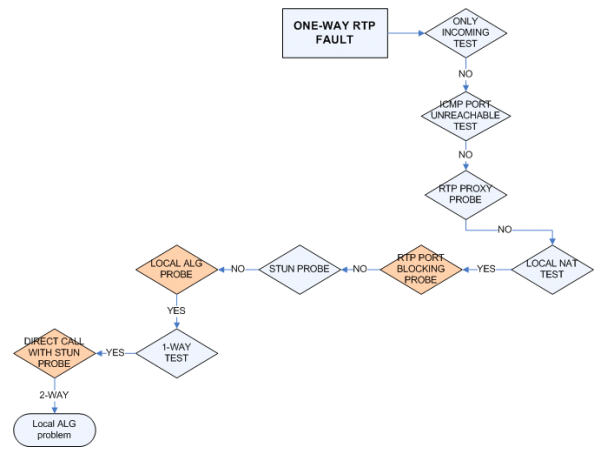 ONE-WAY RTP
FAULT
ONLY
INCOMING
TEST
NO
ICMP PORT
UNREACHABLE
TEST
NO
RTP PROXY
PROBE
NO
LOCAL NAT
TEST
YES
RTP PORT
BLOCKING
PROBE
NO
STUN PROBE
NO
LOCAL ALG
PROBE
YES
1-WAY
TEST
YES
DIRECT CALL
WITH STUN
PROBE
2-WAY
Local ALG
problem